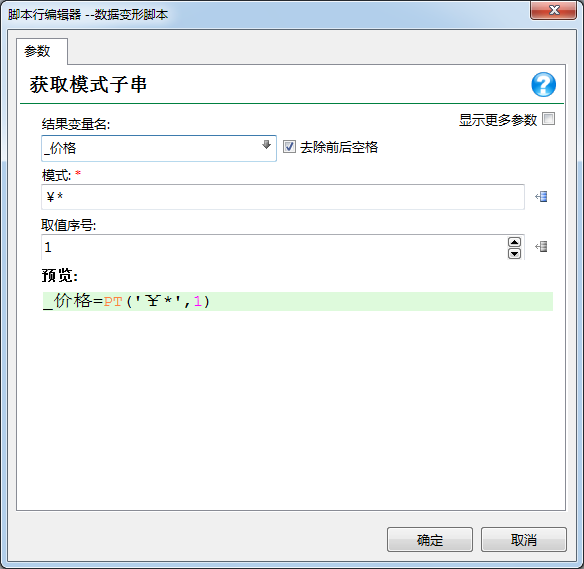 脚本行编辑器 --数据变形脚本
参数
获取模式子串
显示更多参数
结果变量名:
_价格
去除前后空格
模式: *
¥*
取值序号:
1
预览:
_价格=PT('¥*',1)
确定
取消